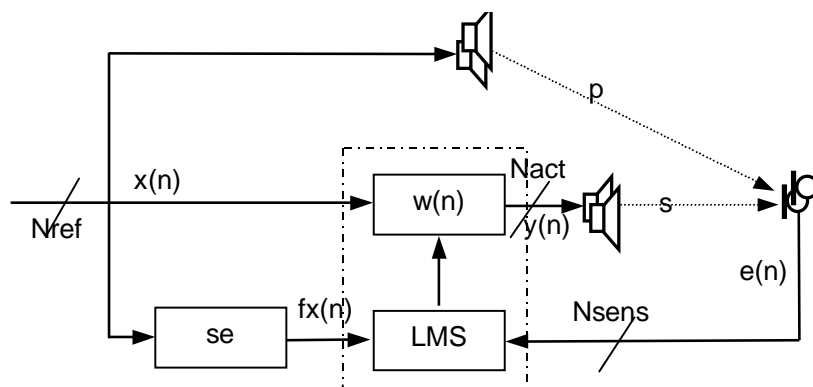 p
x(n)
Nact
w(n)
s
Nref
y(n)
e(n)
fx(n)
Nsens
se
LMS